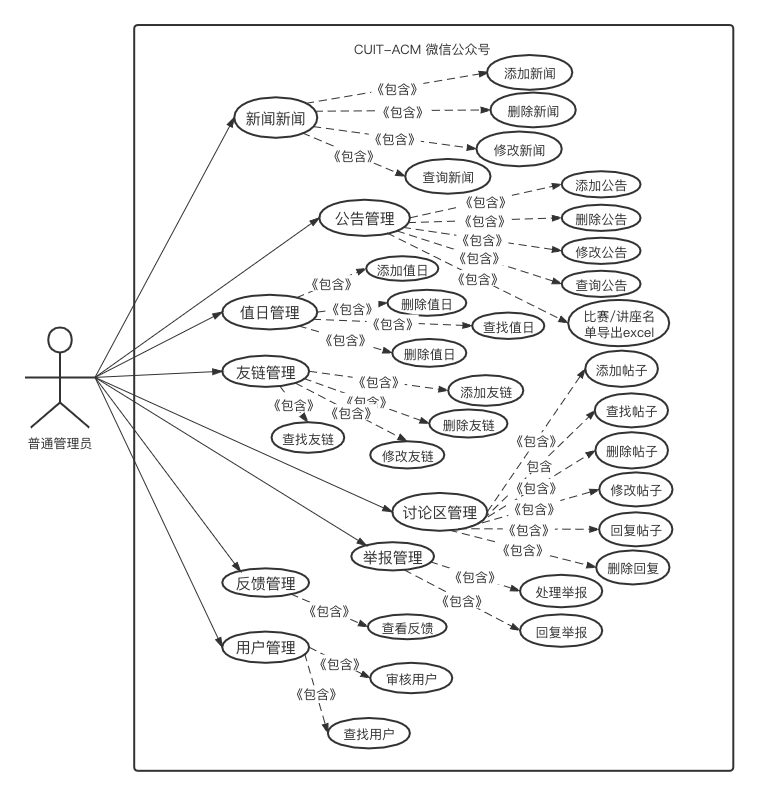 CUIT-ACM 微信公众号
添加新闻
《包含》
删除新闻
《包含》
新闻新闻
《包含》
修改新闻
《包含》
查询新闻
添加公告
《包含》
公告管理
《包含》
删除公告
《包含》
修改公告
《包含》
添加值日
《包含》
查询公告
《包含》
删除值日
《包含》
值日管理
比赛/讲座名
单导出excel
《包含》
查找值日
《包含》
删除值日
友链管理
添加帖子
《包含》
添加友链
《包含》
《包含》
《包含》
查找帖子
删除友链
查找友链
《包含》
修改友链
删除帖子
包含
《包含》
修改帖子
讨论区管理
《包含》
《包含》
回复帖子
《包含》
举报管理
删除回复
反馈管理
《包含》
处理举报
《包含》
《包含》
查看反馈
回复举报
用户管理
《包含》
审核用户
《包含》
查找用户
普通管理员